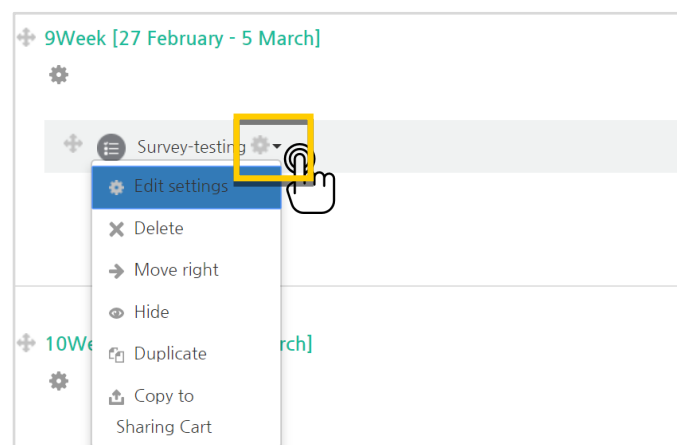 9Week [27 February - 5 March]
Survey-testing
Edit settings
Delete
Move right
Hide
10We rch]
Duplicate
Copy to
Sharing Cart